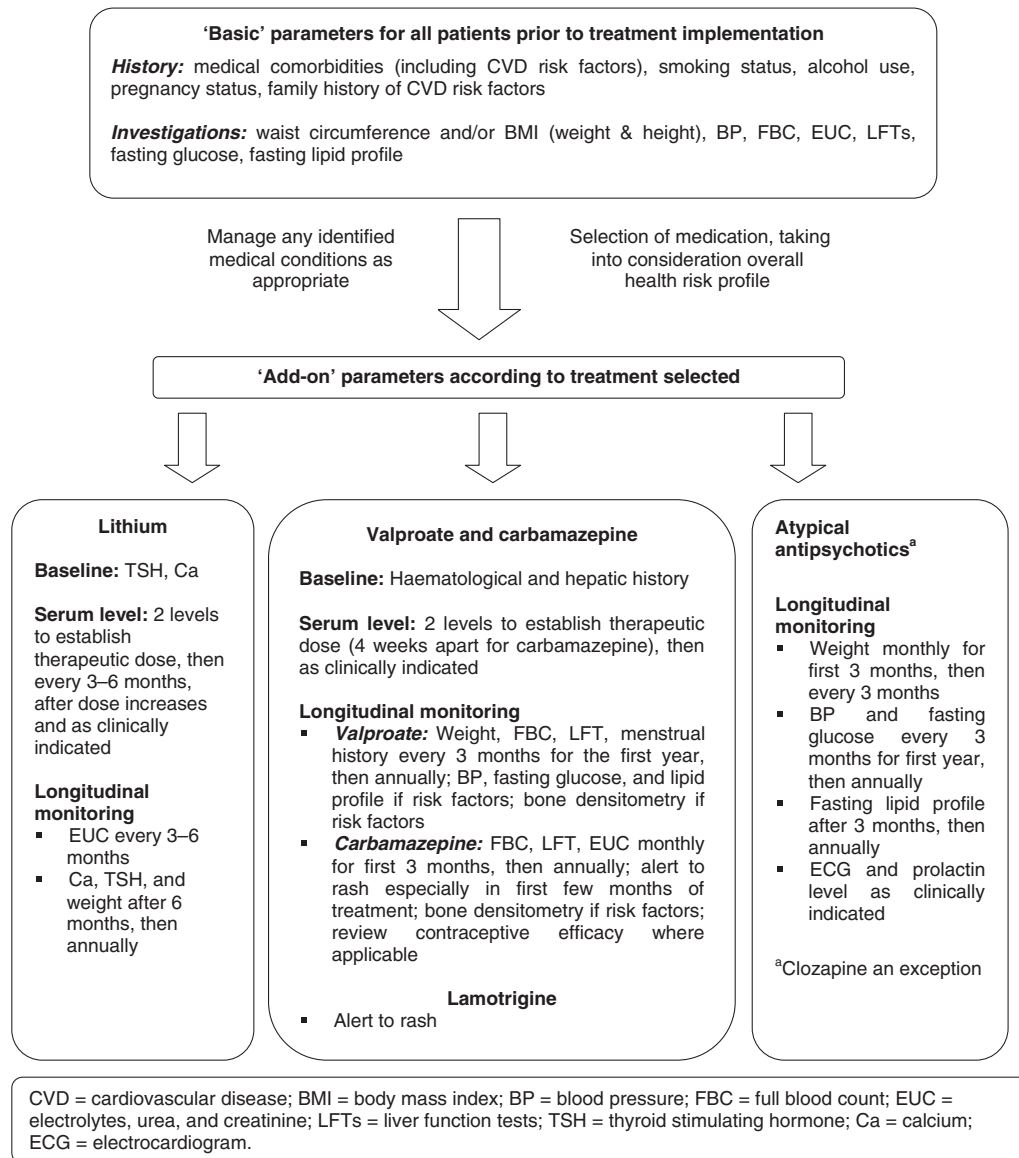 ‘Basic’ parameters for all patients prior to treatment implementation
History: medical comorbidities (including CVD risk factors), smoking status, alcohol use,
pregnancy status, family history of CVD risk factors
Investigations: waist circumference and/or BMI (weight & height), BP, FBC, EUC, LFTs,
fasting glucose, fasting lipid profile
Manage any identified
medical conditions as
appropriate
Selection of medication, taking
into consideration overall
health risk profile
‘Add-on’ parameters according to treatment selected
Lithium
Baseline: TSH, Ca
Serum level: 2 levels
to establish
therapeutic dose, then
every 3–6 months,
after dose increases
and as clinically
indicated
Longitudinal
monitoring
▪ EUC every 3–6
months
▪ Ca, TSH, and
weight after 6
months, then
annually
Valproate and carbamazepine
Baseline: Haematological and hepatic history
Serum level: 2 levels to establish therapeutic
dose (4 weeks apart for carbamazepine), then
as clinically indicated
Longitudinal monitoring
▪ Valproate: Weight, FBC, LFT, menstrual
history every 3 months for the first year,
then annually; BP, fasting glucose, and lipid
profile if risk factors; bone densitometry if
risk factors
▪ Carbamazepine: FBC, LFT, EUC monthly
for first 3 months, then annually; alert to
rash especially in first few months of
treatment; bone densitometry if risk factors;
review contraceptive efficacy where
applicable
Lamotrigine
▪ Alert to rash
Atypical
antipsychoticsᵃ
Longitudinal
monitoring
▪ Weight monthly for
first 3 months, then
every 3 months
▪ BP and fasting
glucose every 3
months for first year,
then annually
▪ Fasting lipid profile
after 3 months, then
annually
▪ ECG and prolactin
level as clinically
indicated
ᵃClozapine an exception
CVD = cardiovascular disease; BMI = body mass index; BP = blood pressure; FBC = full blood count; EUC =
electrolytes, urea, and creatinine; LFTs = liver function tests; TSH = thyroid stimulating hormone; Ca = calcium;
ECG = electrocardiogram.